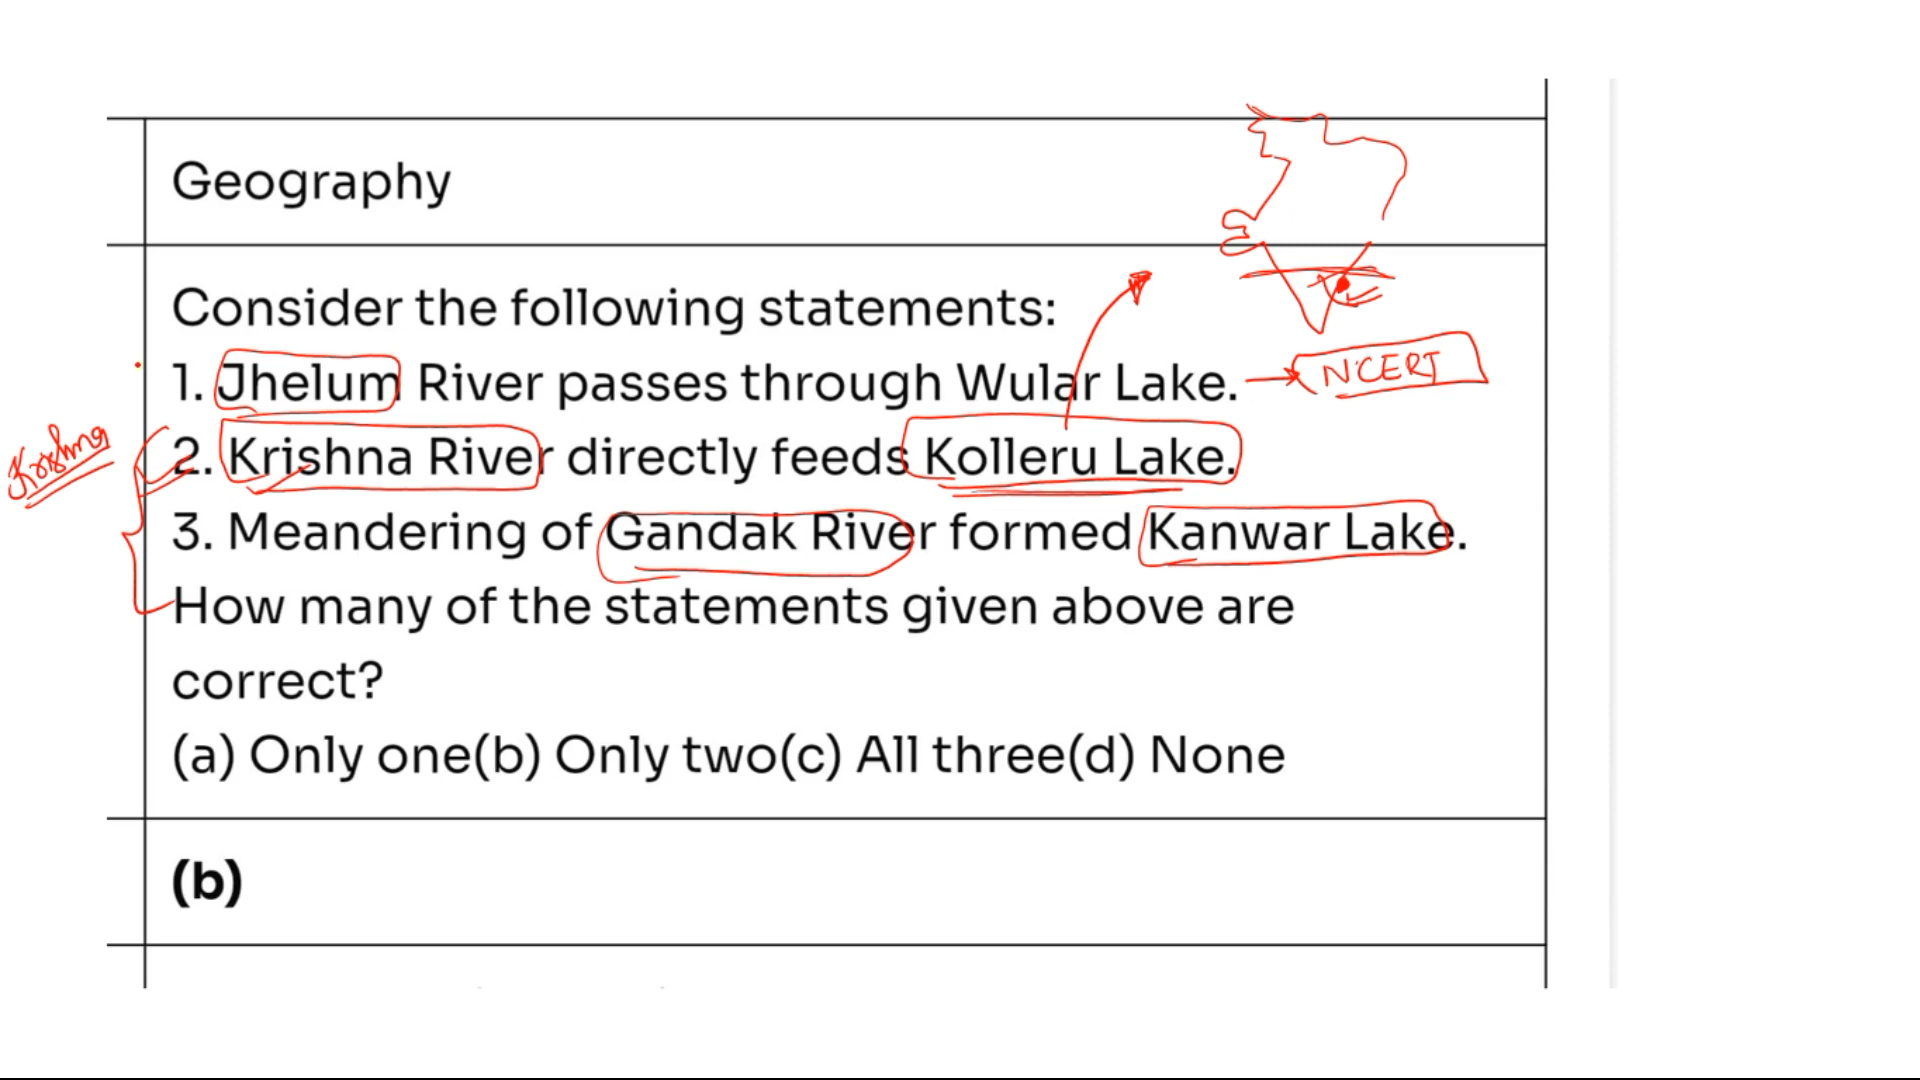 Geography
Consider the following statements:
1. Jhelum River passes through Wular Lake. → NCERT
Krishna
2. Krishna River directly feeds Kolleru Lake.
3. Meandering of Gandak River formed Kanwar Lake.
How many of the statements given above are
correct?
(a) Only one(b) Only two(c) All three(d) None
(b)